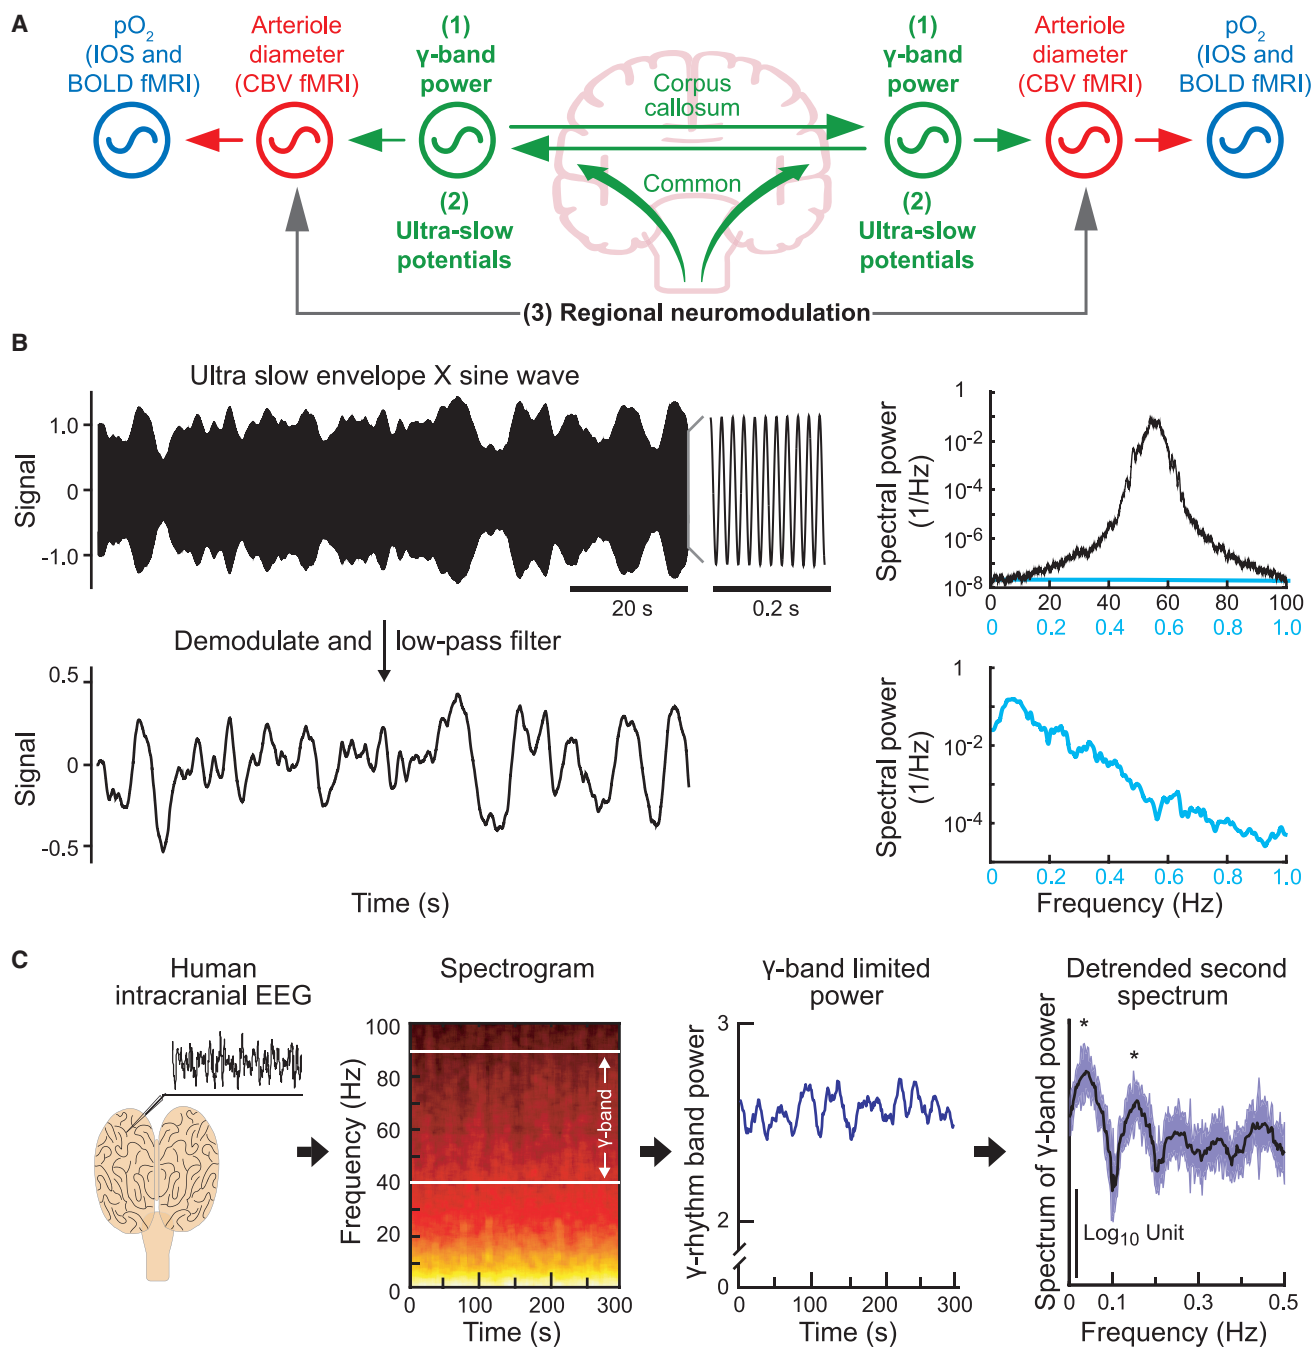 A
pO2
(IOS and
BOLD fMRI)
Arteriole
diameter
(CBV fMRI)
(1)
γ-band
power
(2)
Ultra-slow
potentials
Corpus
callosum
Common
(1)
γ-band
power
(2)
Ultra-slow
potentials
Arteriole
diameter
(CBV fMRI)
pO2
(IOS and
BOLD fMRI)
(3) Regional neuromodulation
B
Ultra slow envelope X sine wave
Signal
1.0
0
-1.0
20 s
0.2 s
Spectral power
(1/Hz)
1
10-2
10-4
10-6
10-8
0 20 40 60 80 100
0 0.2 0.4 0.6 0.8 1.0
Demodulate and low-pass filter
Signal
0.5
0
-0.5
Time (s)
Spectral power
(1/Hz)
1
10-2
10-4
0 0.2 0.4 0.6 0.8 1.0
Frequency (Hz)
C
Human
intracranial EEG
Spectrogram
Frequency (Hz)
100
80
60
40
20
0
γ-band
0 100 200 300
Time (s)
γ-band limited
power
γ-rhythm band power
3
2
0
0 100 200 300
Time (s)
Detrended second
spectrum
Spectrum of γ-band power
* *
Log10 Unit
0 0.1 0.3 0.5
Frequency (Hz)